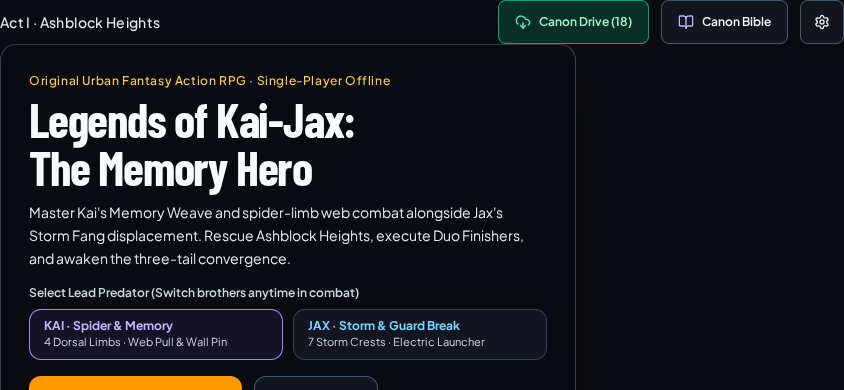 Act I · Ashblock Heights
Canon Drive (18)
Canon Bible
Original Urban Fantasy Action RPG · Single-Player Offline
Legends of Kai-Jax:
The Memory Hero
Master Kai's Memory Weave and spider-limb web combat alongside Jax's
Storm Fang displacement. Rescue Ashblock Heights, execute Duo Finishers,
and awaken the three-tail convergence.
Select Lead Predator (Switch brothers anytime in combat)
KAI · Spider & Memory
4 Dorsal Limbs · Web Pull & Wall Pin
JAX · Storm & Guard Break
7 Storm Crests · Electric Launcher